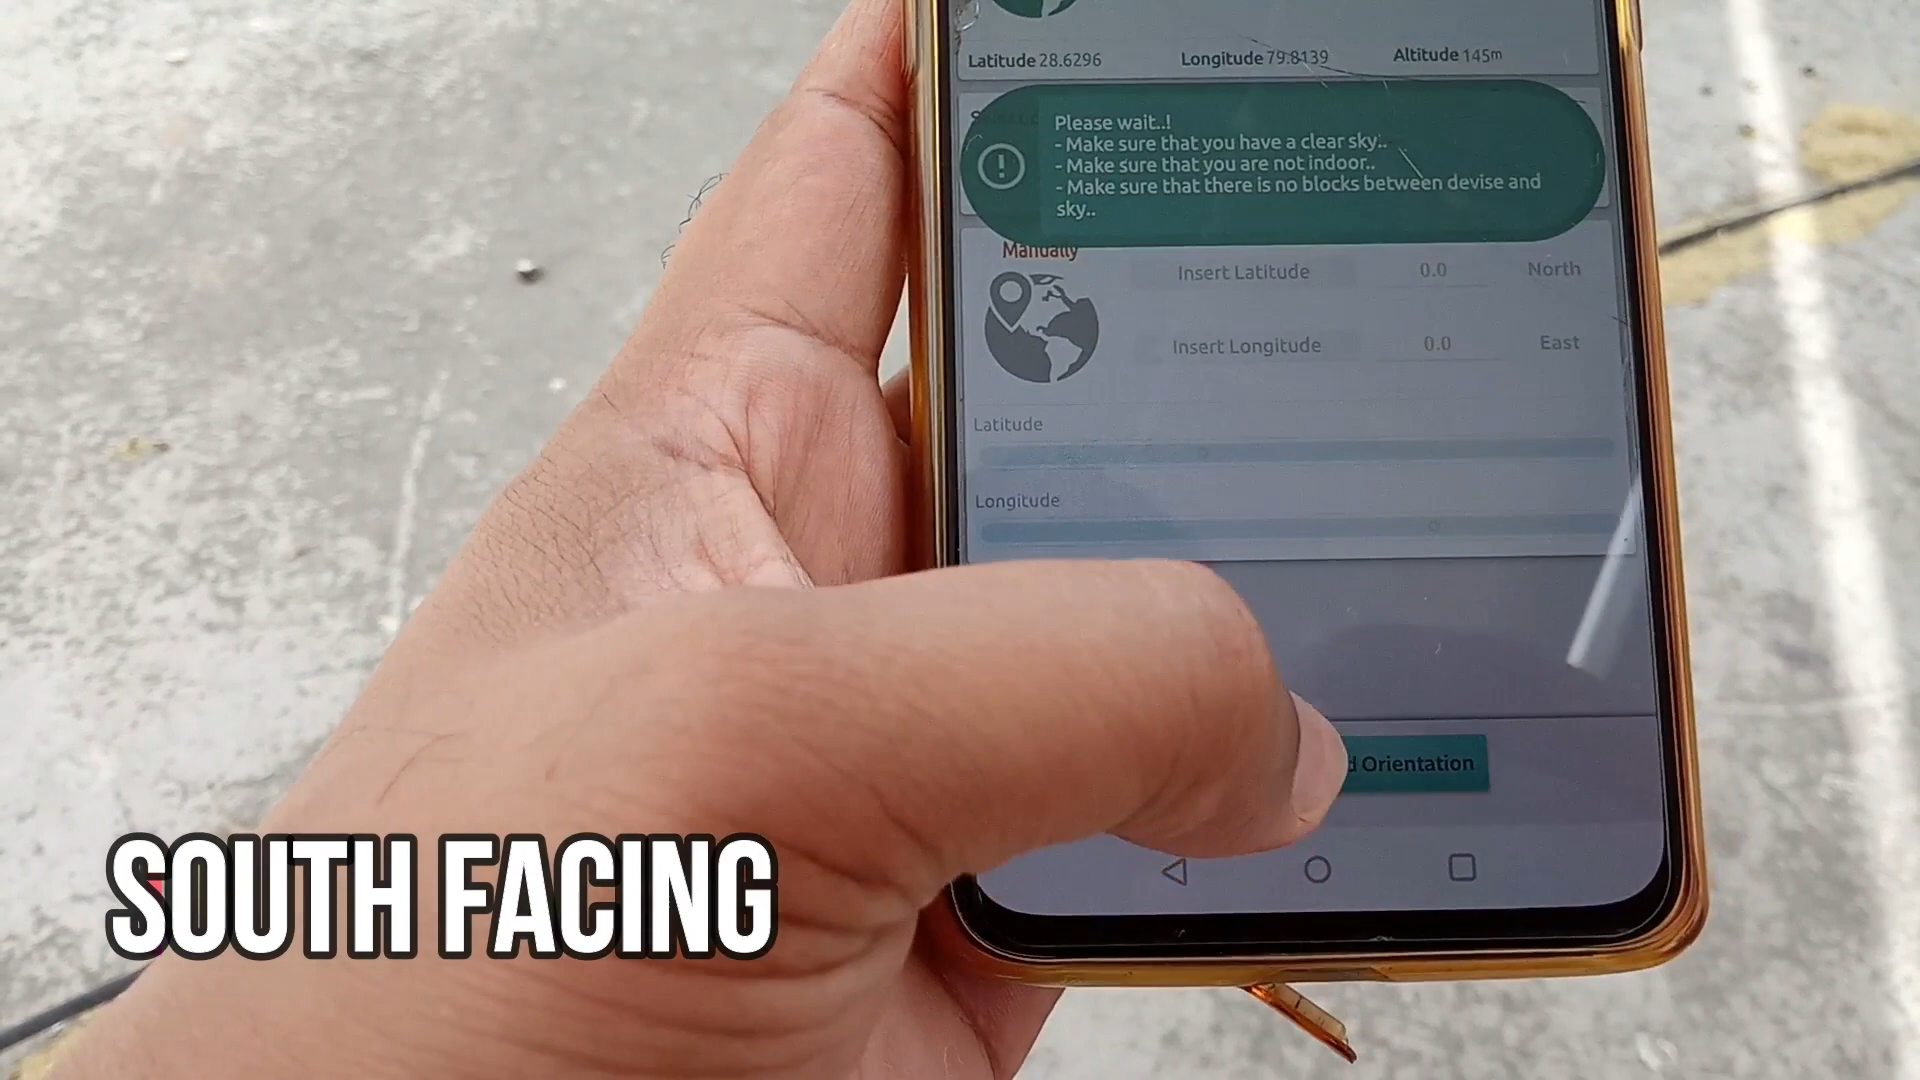 Latitude 28.6296 Longitude 79.8139 Altitude 145m
Please wait..!
- Make sure that you have a clear sky..
- Make sure that you are not indoor..
- Make sure that there is no blocks between devise and
sky..
Manually
Insert Latitude 0.0 North
Insert Longitude 0.0 East
Latitude
Longitude
d Orientation
SOUTH FACING